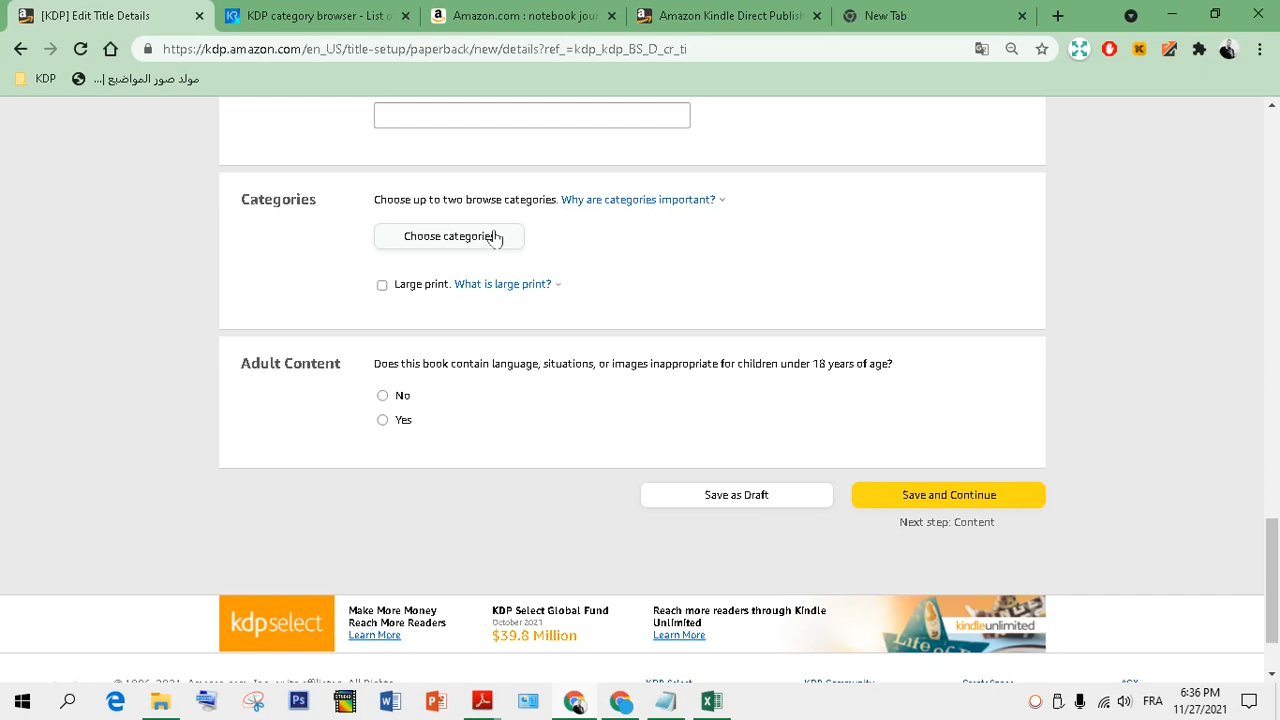 [KDP] Edit Title Details
KDP category browser - List o
Amazon.com : notebook jour
Amazon Kindle Direct Publish
New Tab
https://kdp.amazon.com/en_US/title-setup/paperback/new/details?ref_=kdp_kdp_BS_D_cr_ti
KDP
مولد صور المواضيع |...
Categories
Choose up to two browse categories. Why are categories important?
Choose categories
Large print. What is large print?
Adult Content
Does this book contain language, situations, or images inappropriate for children under 18 years of age?
No
Yes
Save as Draft
Save and Continue
Next step: Content
kdpselect
Make More Money
Reach More Readers
Learn More
KDP Select Global Fund
October 2021
$39.8 Million
Reach more readers through Kindle
Unlimited
Learn More
kindleunlimited
FRA
6:36 PM
11/27/2021